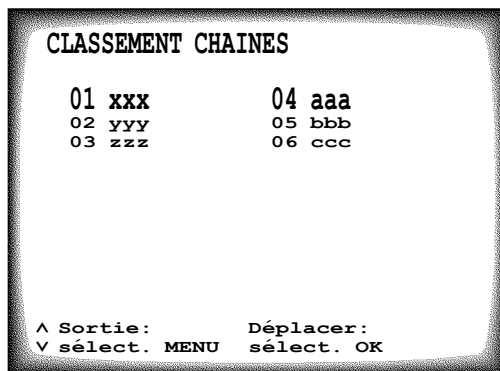 CLASSEMENT CHAINES
01 xxx 04 aaa
02 yyy 05 bbb
03 zzz 06 ccc
^ Sortie: Déplacer:
v sélect. MENU sélect. OK